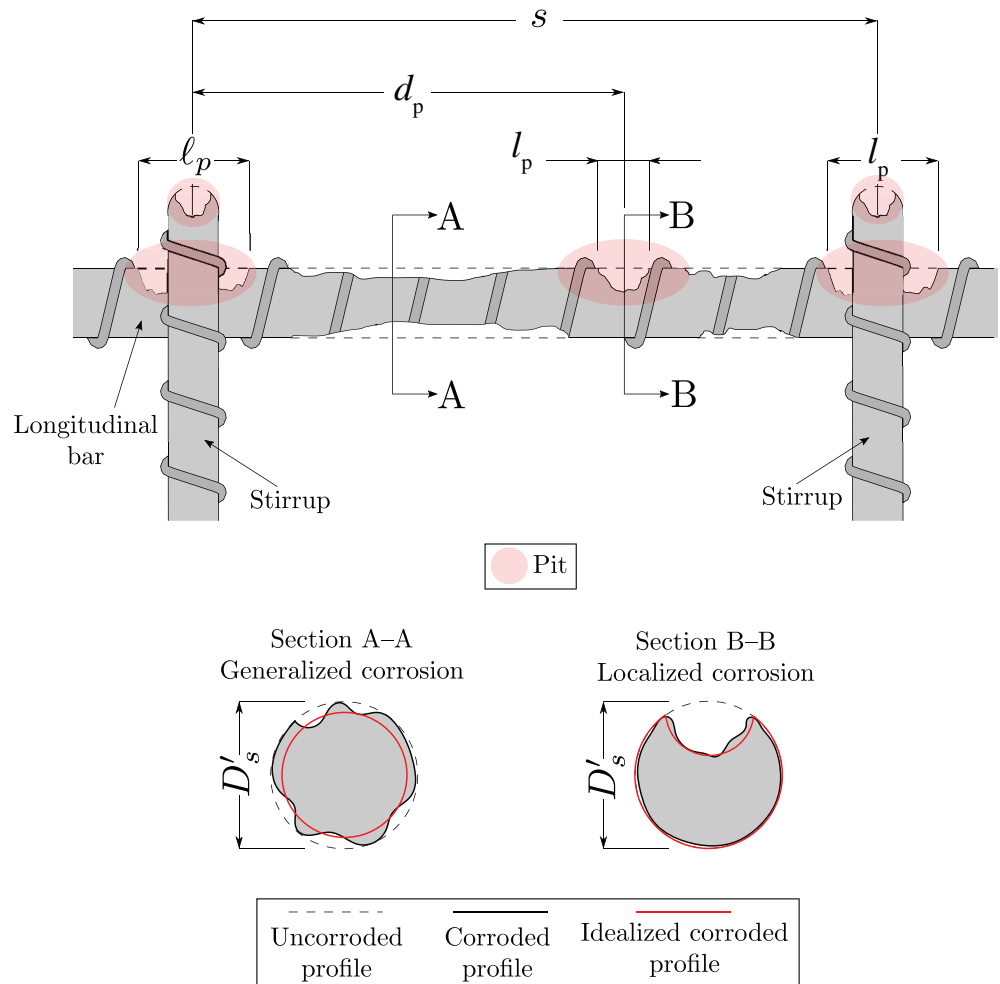 s
d_p
ℓ_p
l_p
l_p
A
B
A
B
Longitudinal
bar
Stirrup
Stirrup
Pit
Section A–A
Generalized corrosion
Section B–B
Localized corrosion
D'_s
D'_s
Uncorroded
profile
Corroded
profile
Idealized corroded
profile